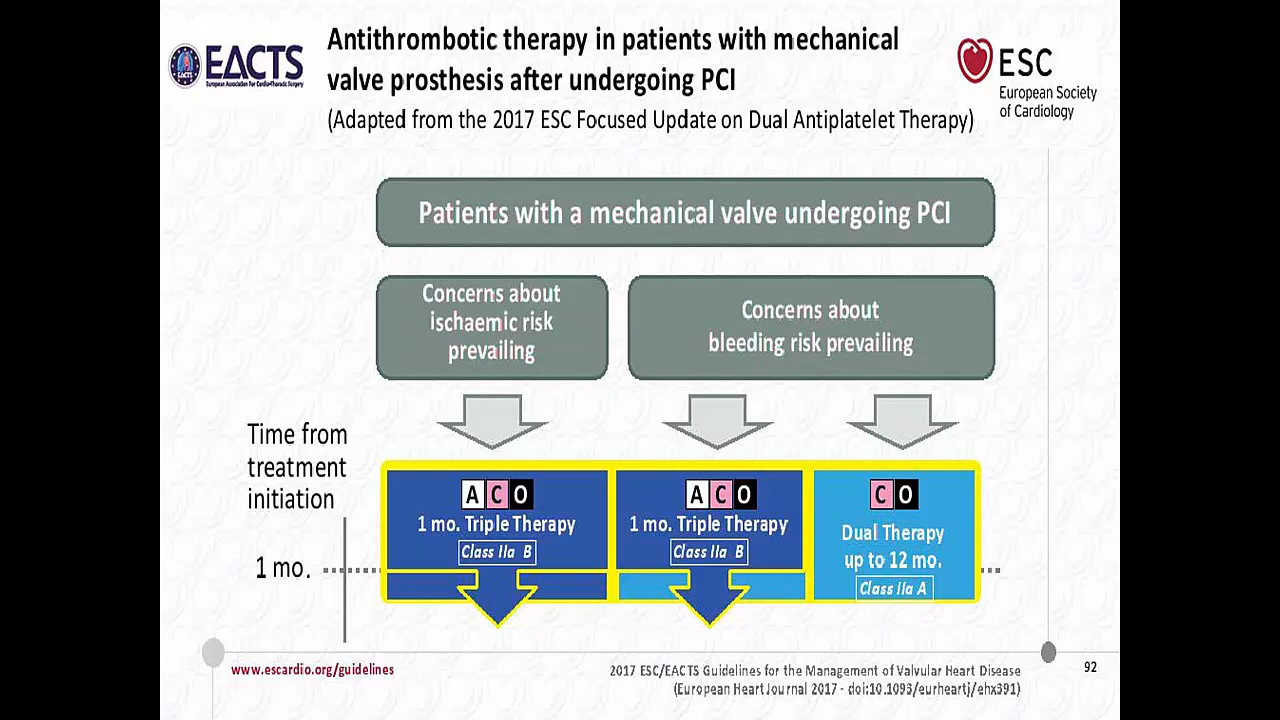 EACTS
European Association For Cardio-Thoracic Surgery
Antithrombotic therapy in patients with mechanical
valve prosthesis after undergoing PCI
(Adapted from the 2017 ESC Focused Update on Dual Antiplatelet Therapy)
ESC
European Society
of Cardiology
Patients with a mechanical valve undergoing PCI
Concerns about
ischaemic risk
prevailing
Concerns about
bleeding risk prevailing
Time from
treatment
initiation
A C O
1 mo. Triple Therapy
Class IIa B
A C O
1 mo. Triple Therapy
Class IIa B
C O
Dual Therapy
up to 12 mo.
Class IIa A
1 mo.
www.escardio.org/guidelines
2017 ESC/EACTS Guidelines for the Management of Valvular Heart Disease
(European Heart Journal 2017 - doi:10.1093/eurheartj/ehx391)
92